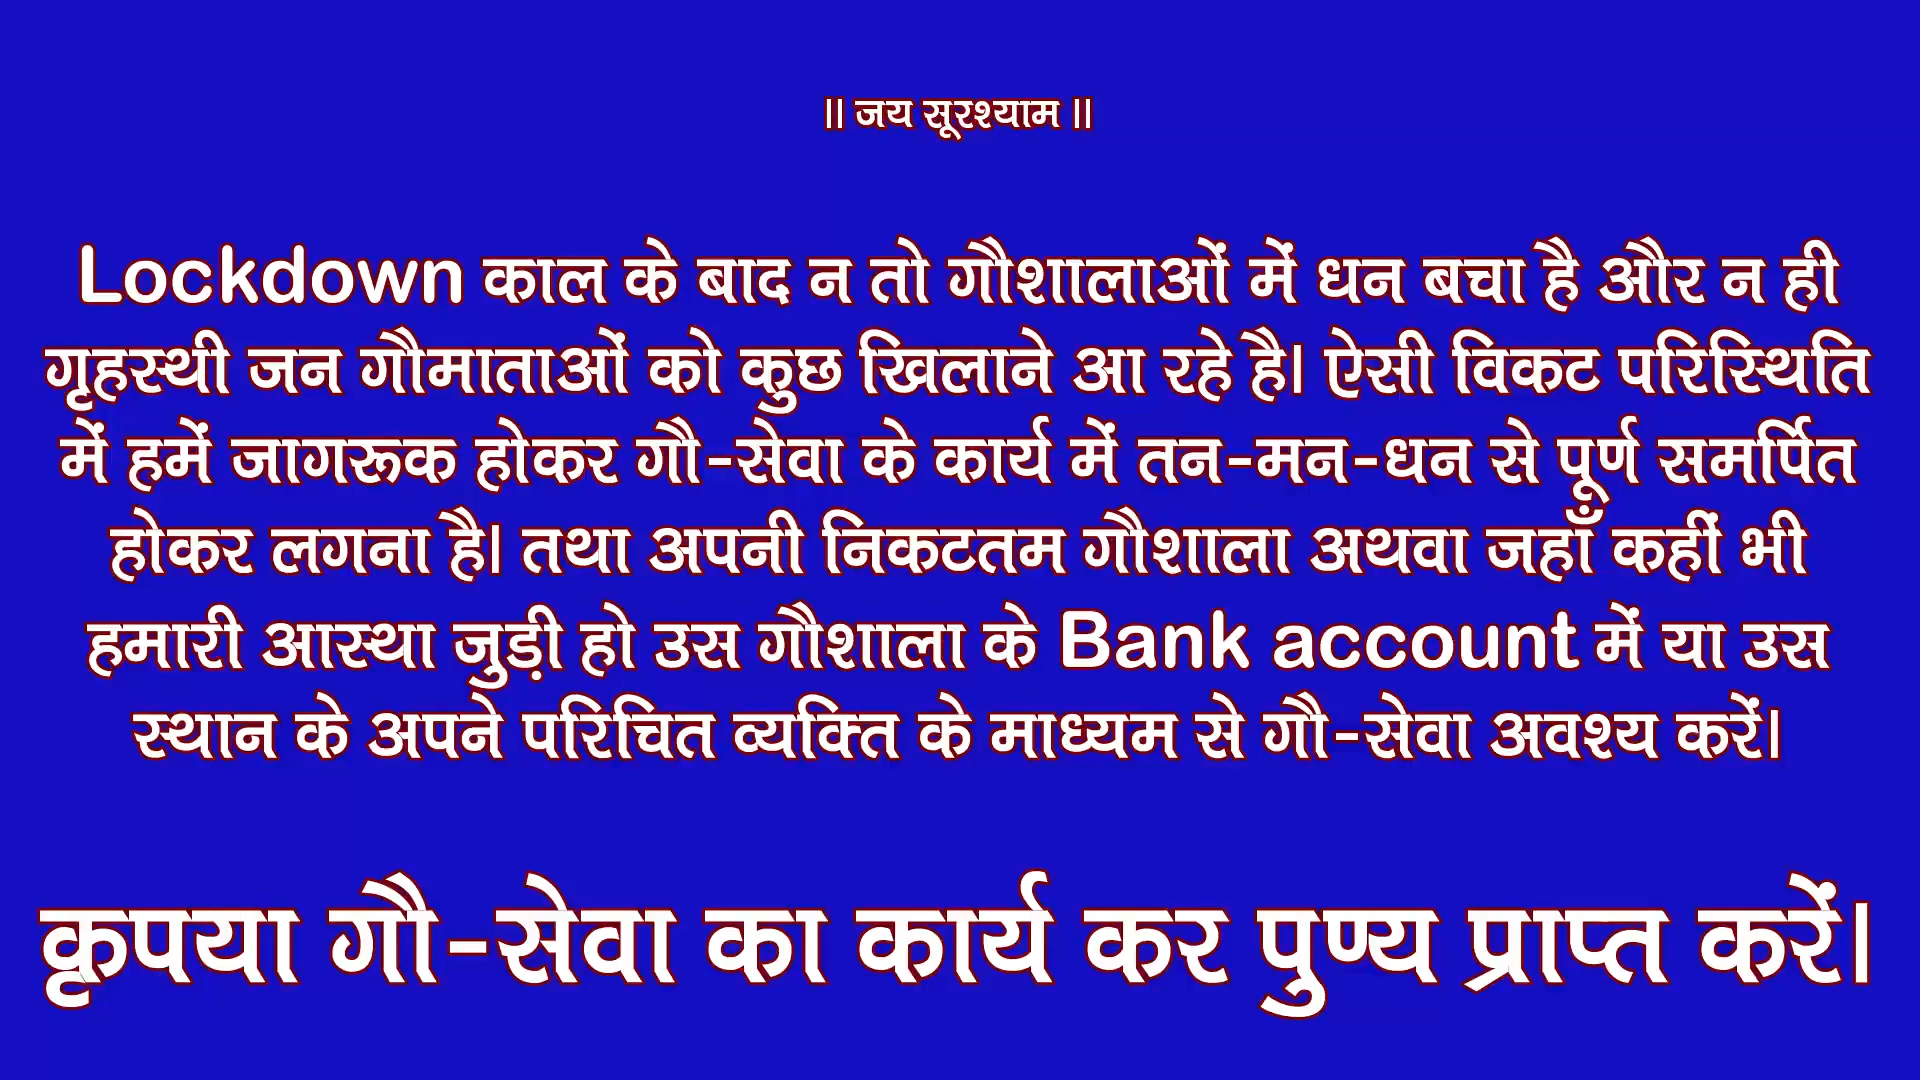 ॥ जय सूरश्याम ॥
Lockdown काल के बाद न तो गौशालाओं में धन बचा है और न ही
गृहस्थी जन गौमाताओं को कुछ खिलाने आ रहे है। ऐसी विकट परिस्थिति
में हमें जागरूक होकर गौ-सेवा के कार्य में तन-मन-धन से पूर्ण समर्पित
होकर लगना है। तथा अपनी निकटतम गौशाला अथवा जहाँ कहीं भी
हमारी आस्था जुड़ी हो उस गौशाला के Bank account में या उस
स्थान के अपने परिचित व्यक्ति के माध्यम से गौ-सेवा अवश्य करें।
कृपया गौ-सेवा का कार्य कर पुण्य प्राप्त करें।